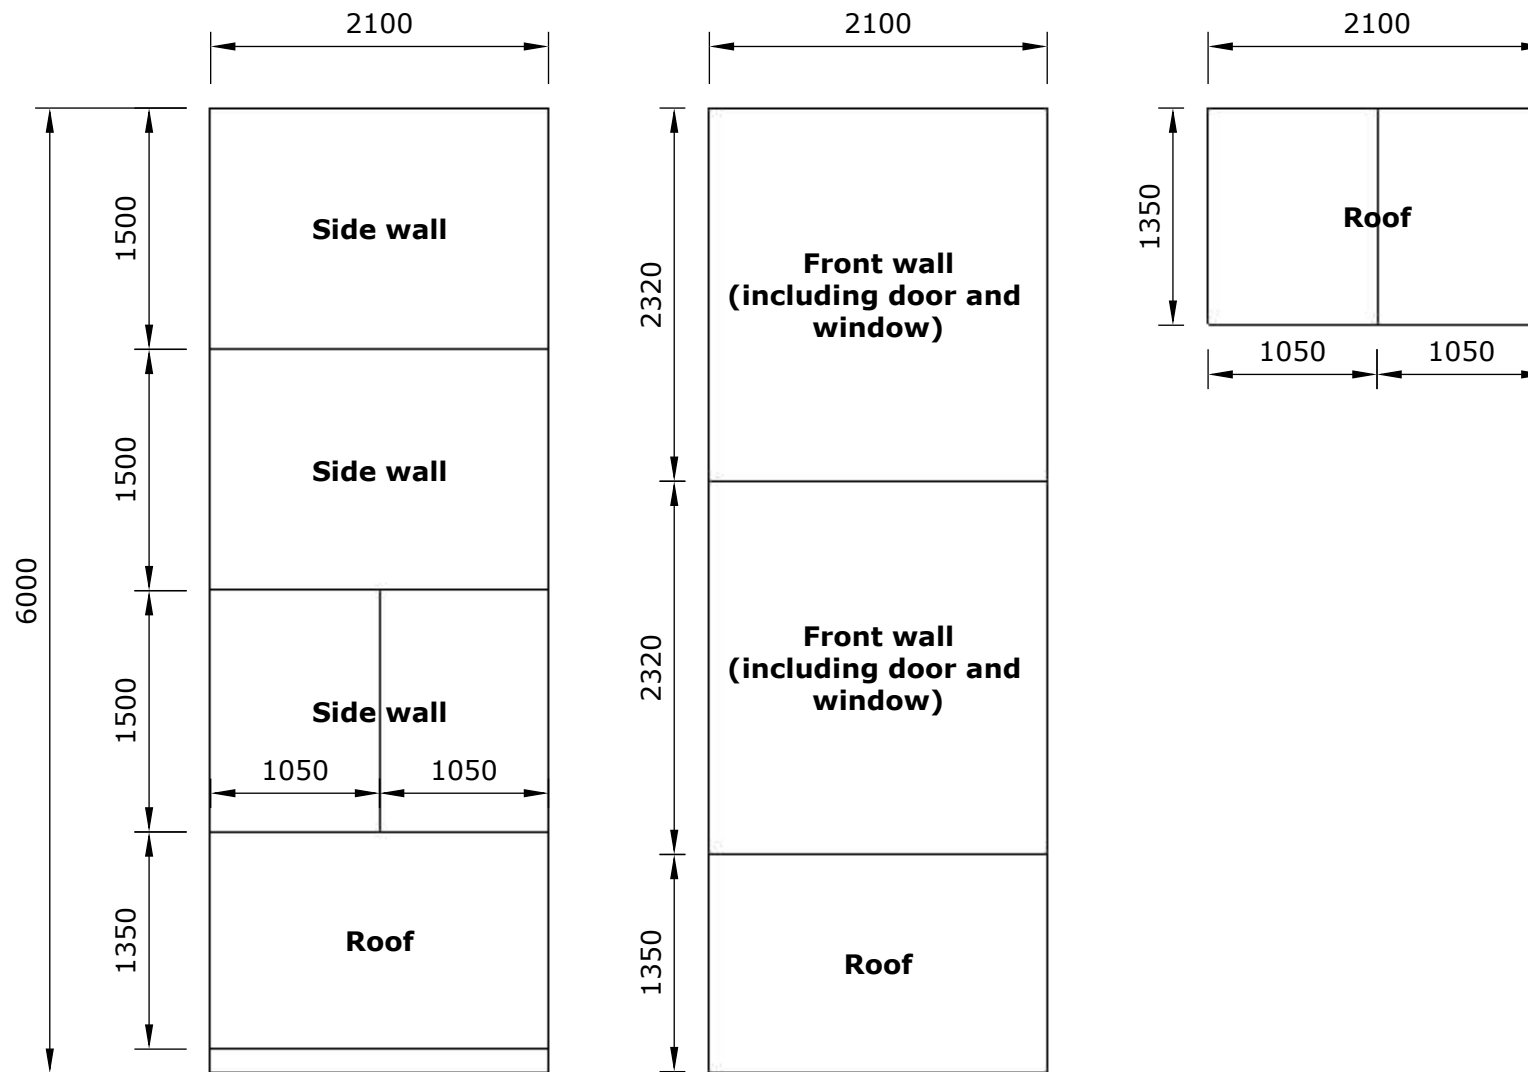 2100
2100
2100
6000
1500
Side wall
1500
Side wall
1500
Side wall
1050
1050
1350
Roof
2320
Front wall
(including door and
window)
2320
Front wall
(including door and
window)
1350
Roof
1350
Roof
1050
1050